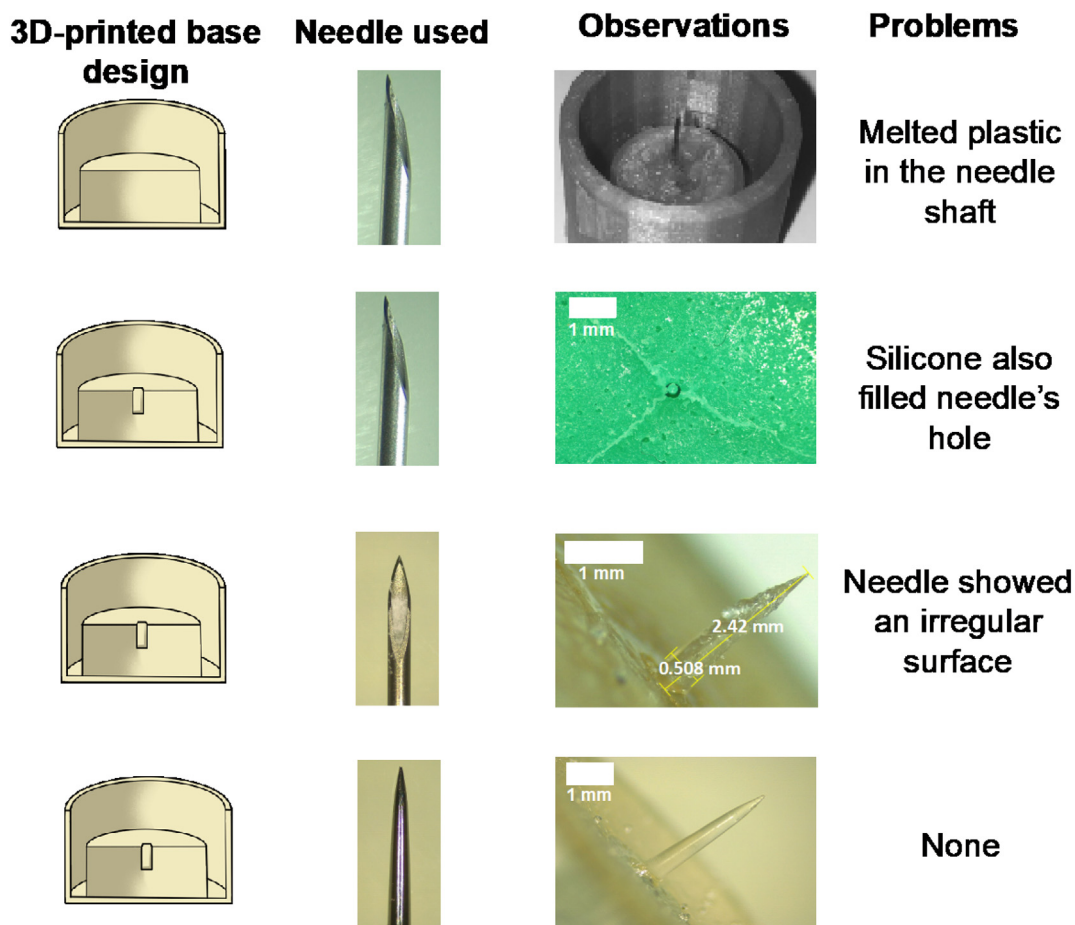 3D-printed base
design
Needle used
Observations
Problems
Melted plastic
in the needle
shaft
1 mm
Silicone also
filled needle's
hole
1 mm
2.42 mm
0.508 mm
Needle showed
an irregular
surface
1 mm
None